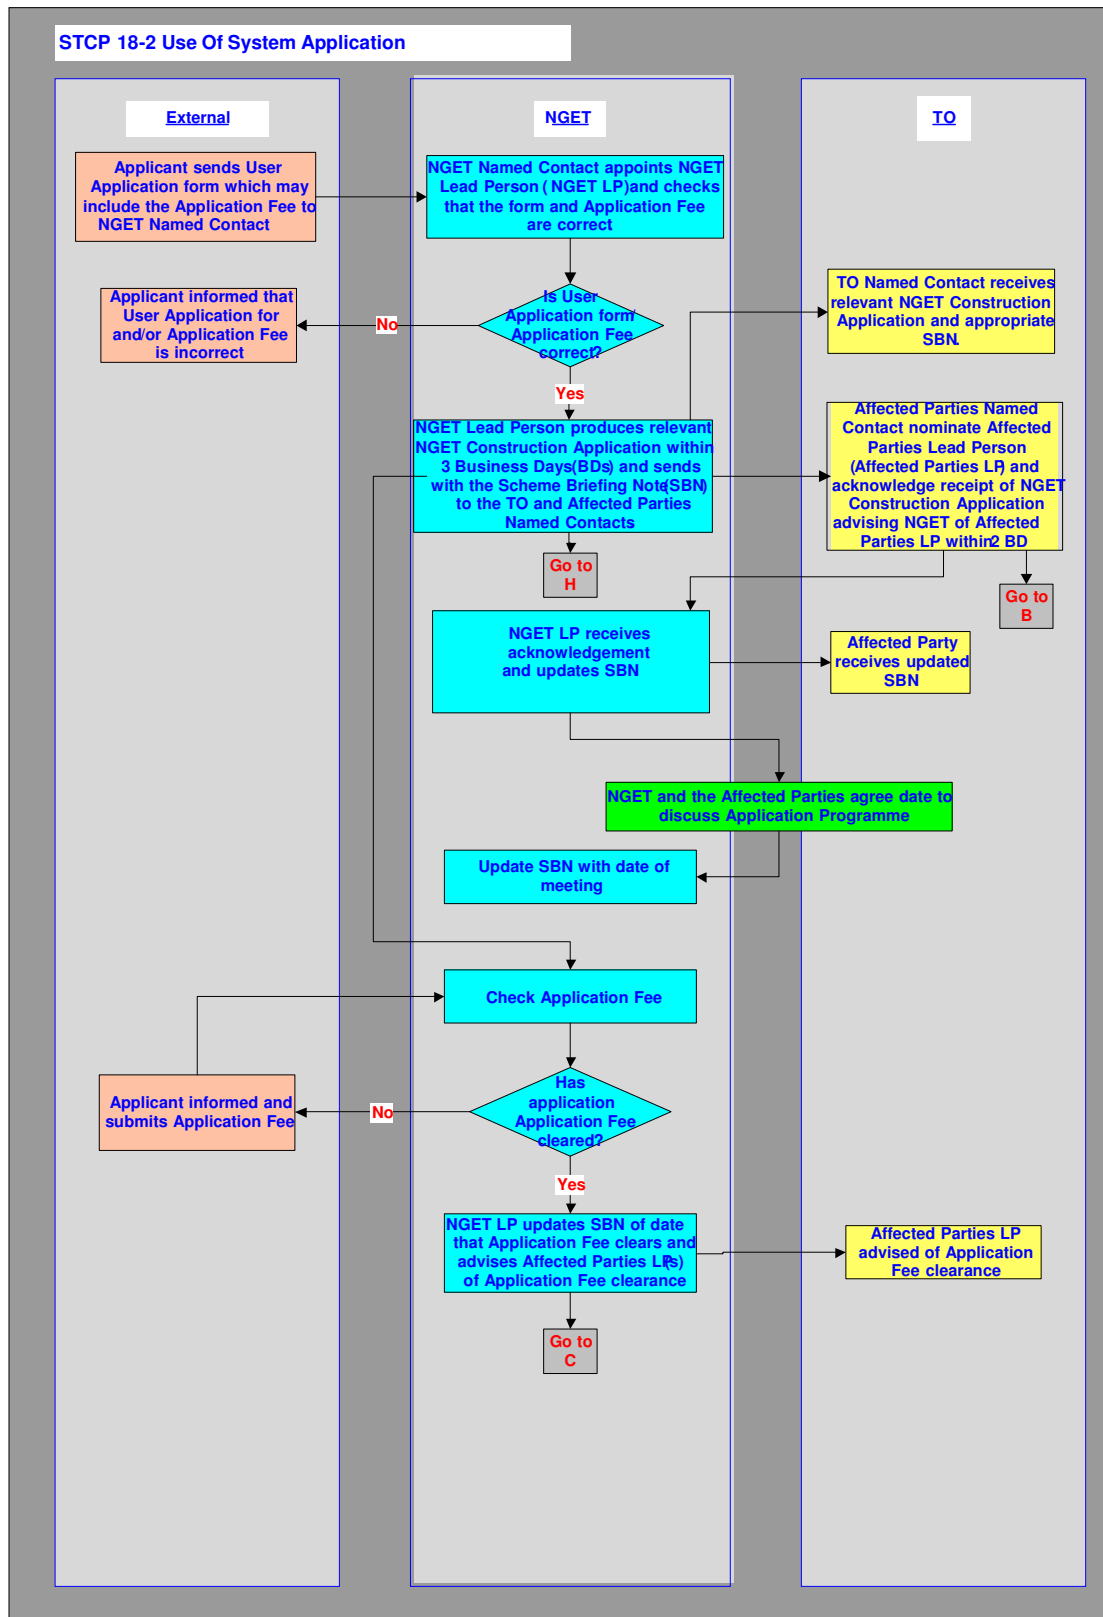 STCP 18-2 Use Of System Application
External
NGET
TO
Applicant sends User
Application form which may
include the Application Fee to
NGET Named Contact
NGET Named Contact appoints NGET
Lead Person (NGET LP)and checks
that the form and Application Fee
are correct
Applicant informed that
User Application for
and/or Application Fee
is incorrect
No
Is User
Application form/
Application Fee
correct?
Yes
TO Named Contact receives
relevant NGET Construction
Application and appropriate
SBN.
NGET Lead Person produces relevant
NGET Construction Application within
3 Business Days(BDs) and sends
with the Scheme Briefing Note(SBN)
to the TO and Affected Parties
Named Contacts
Affected Parties Named
Contact nominate Affected
Parties Lead Person
(Affected Parties LP) and
acknowledge receipt of NGET
Construction Application
advising NGET of Affected
Parties LP within2 BD
Go to
H
Go to
B
NGET LP receives
acknowledgement
and updates SBN
Affected Party
receives updated
SBN
NGET and the Affected Parties agree date to
discuss Application Programme
Update SBN with date of
meeting
Check Application Fee
Applicant informed and
submits Application Fee
No
Has
application
Application Fee
cleared?
Yes
NGET LP updates SBN of date
that Application Fee clears and
advises Affected Parties LP(s)
of Application Fee clearance
Affected Parties LP
advised of Application
Fee clearance
Go to
C